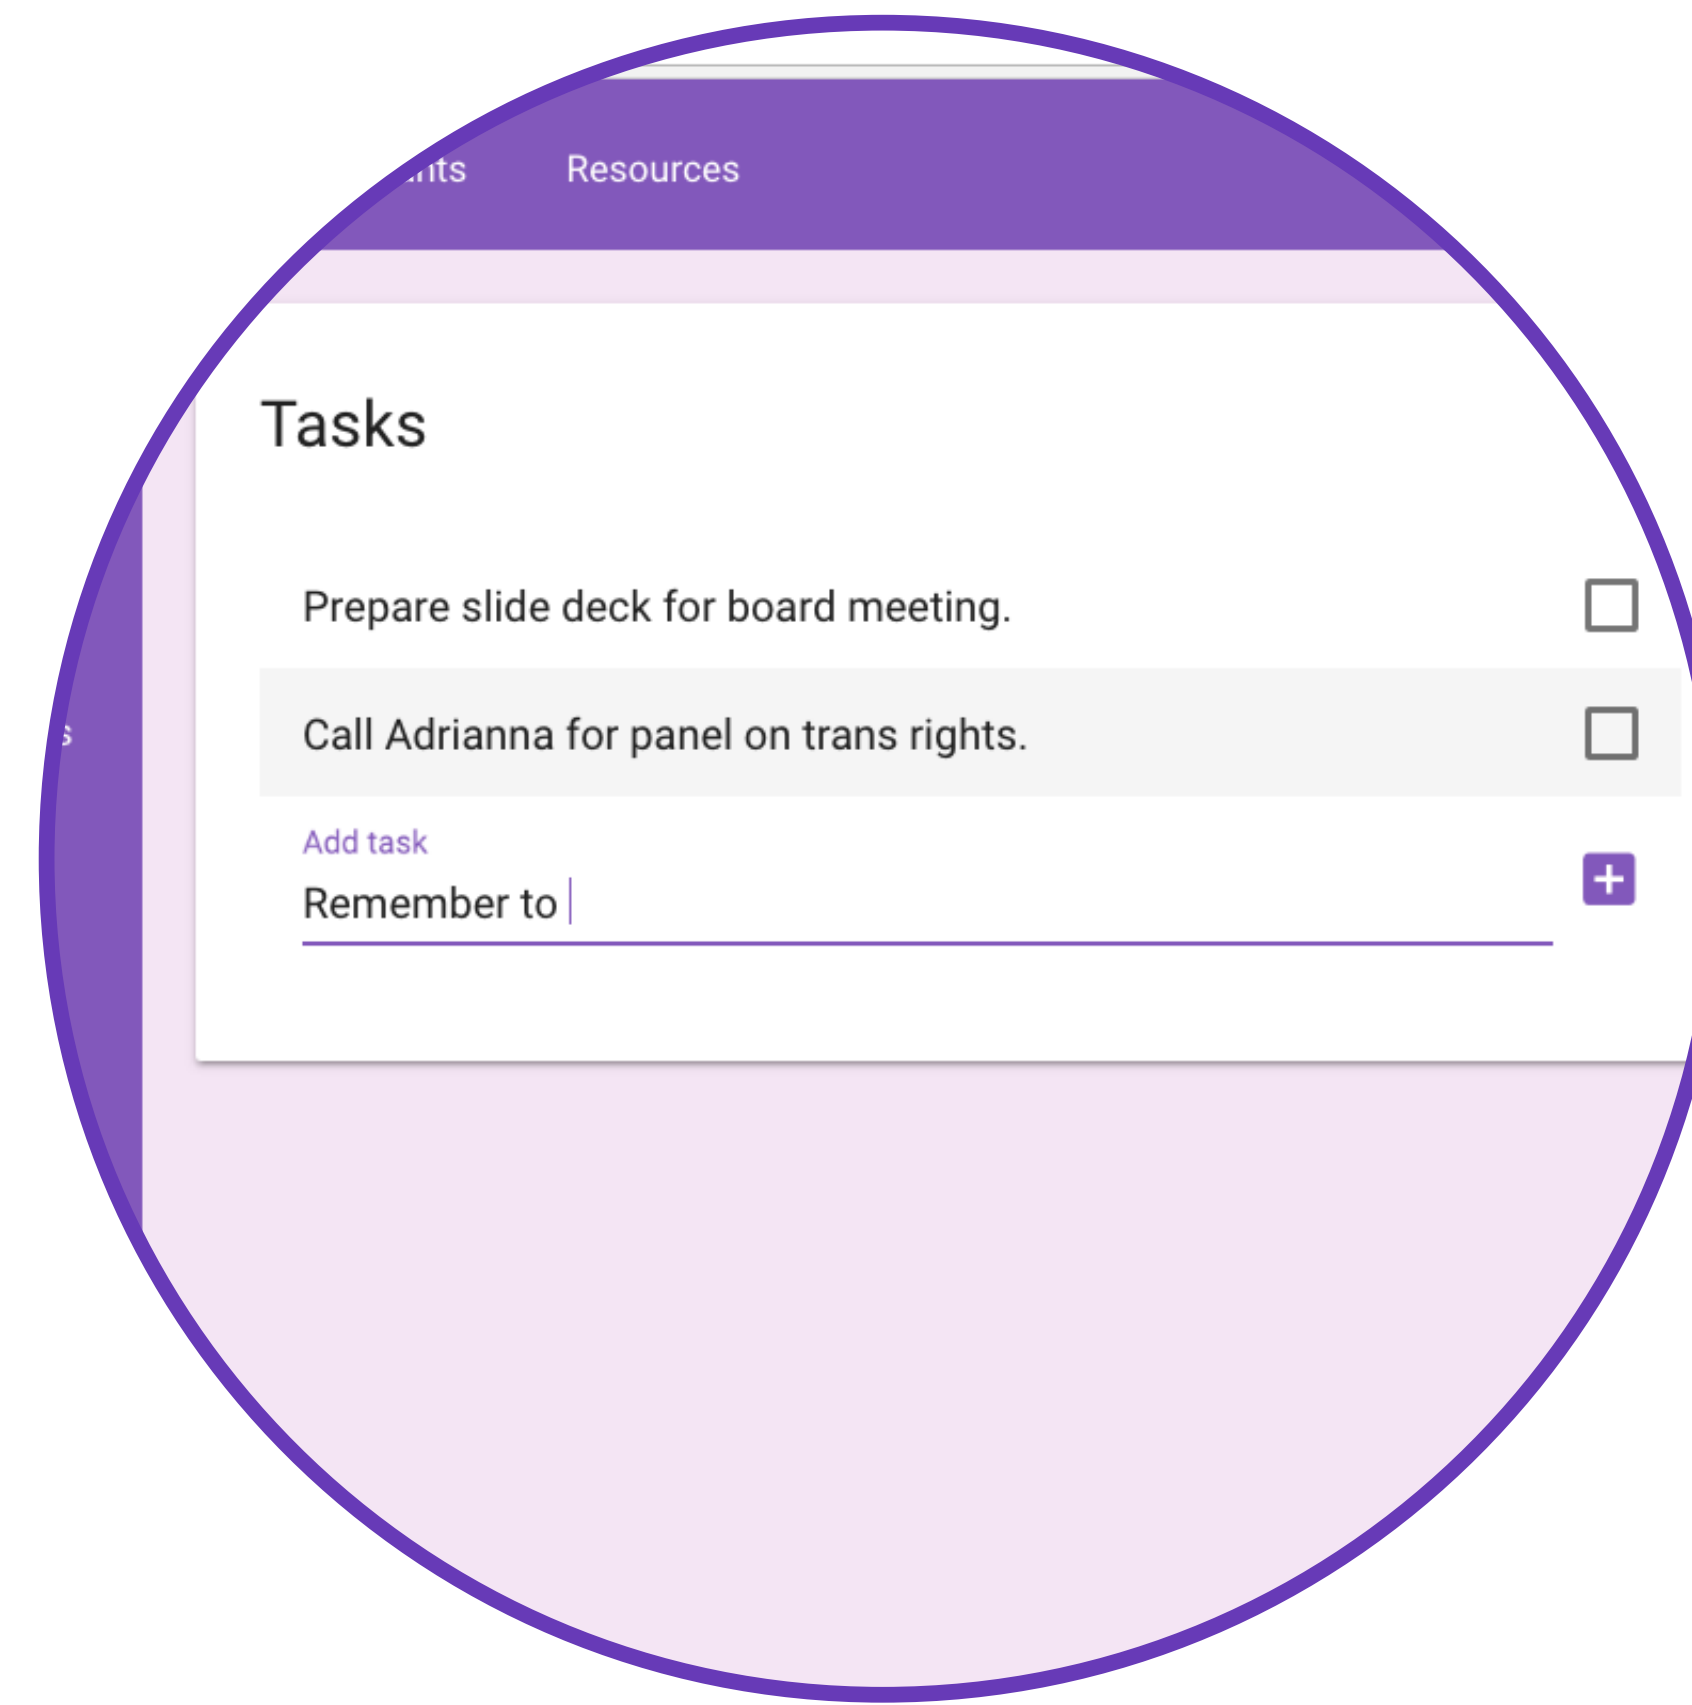 Resources
Tasks
Prepare slide deck for board meeting.
Call Adrianna for panel on trans rights.
Add task
Remember to